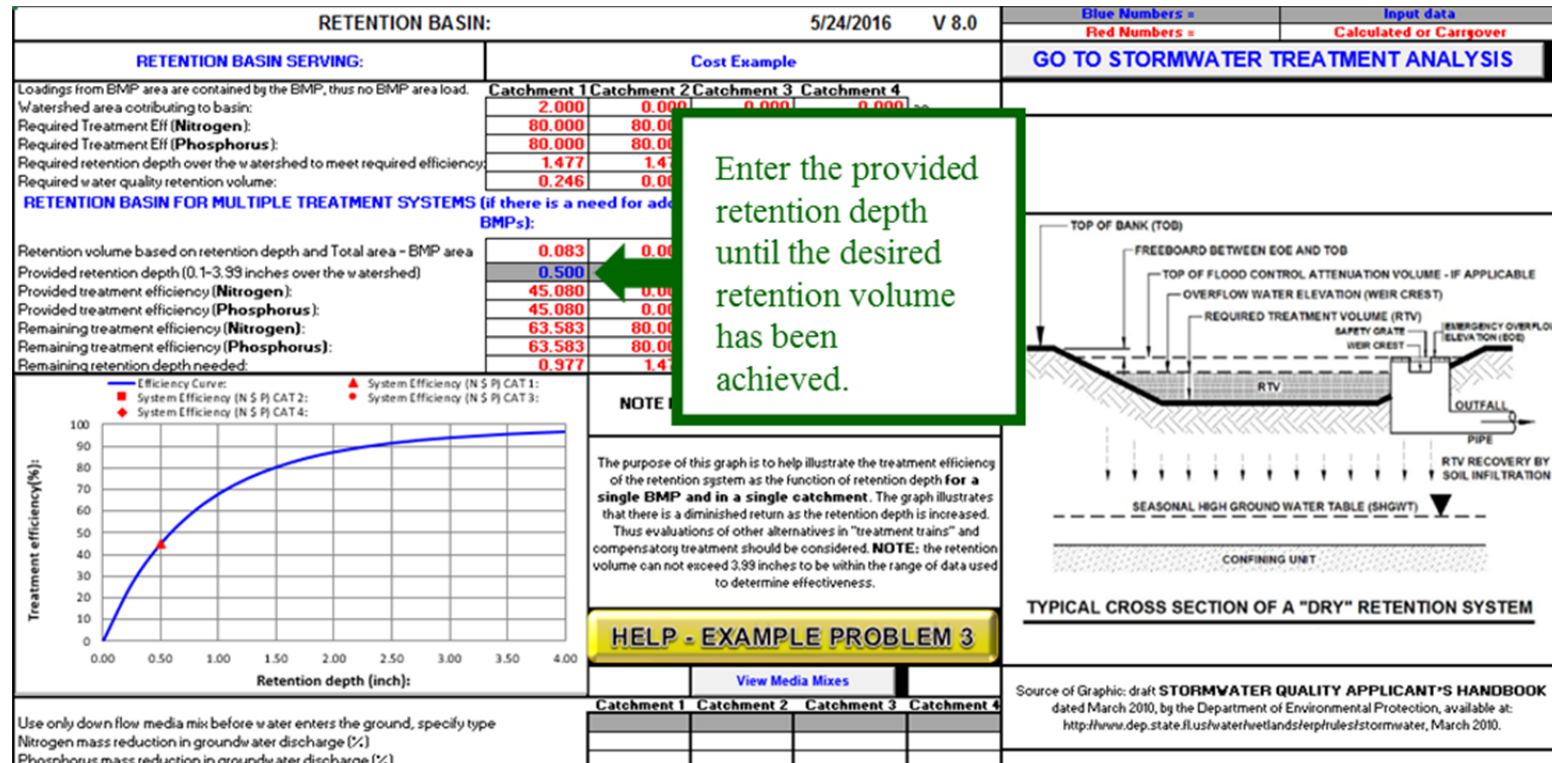 RETENTION BASIN: 5/24/2016 V 8.0
Blue Numbers = Input data
Red Numbers = Calculated or Carryover
RETENTION BASIN SERVING: Cost Example
GO TO STORMWATER TREATMENT ANALYSIS
Loadings from BMP area are contained by the BMP, thus no BMP area load. Catchment 1 Catchment 2 Catchment 3 Catchment 4
Watershed area cotributing to basin: 2.000 0.000 0.000 0.000
Required Treatment Eff (Nitrogen): 80.000
Required Treatment Eff (Phosphorus): 80.000
Required retention depth over the watershed to meet required efficiency: 1.477
Required water quality retention volume: 0.246
RETENTION BASIN FOR MULTIPLE TREATMENT SYSTEMS (if there is a need for
BMPs):
Retention volume based on retention depth and Total area - BMP area 0.083
Provided retention depth (0.1-3.99 inches over the watershed) 0.500
Provided treatment efficiency (Nitrogen): 45.080
Provided treatment efficiency (Phosphorus): 45.080
Remaining treatment efficiency (Nitrogen): 63.583
Remaining treatment efficiency (Phosphorus): 63.583
Remaining retention depth needed: 0.977
Enter the provided
retention depth
until the desired
retention volume
has been
achieved.
TOP OF BANK (TOB)
FREEBOARD BETWEEN EOE AND TOB
TOP OF FLOOD CONTROL ATTENUATION VOLUME - IF APPLICABLE
OVERFLOW WATER ELEVATION (WEIR CREST)
REQUIRED TREATMENT VOLUME (RTV)
SAFETY GRATE
WEIR CREST
EMERGENCY OVERFLOW
ELEVATION (EOE)
RTV
OUTFALL
PIPE
RTV RECOVERY BY
SOIL INFILTRATION
SEASONAL HIGH GROUND WATER TABLE (SHGWT)
CONFINING UNIT
TYPICAL CROSS SECTION OF A "DRY" RETENTION SYSTEM
Efficiency Curve: System Efficiency (N $ P) CAT 1:
System Efficiency (N $ P) CAT 2: System Efficiency (N $ P) CAT 3:
System Efficiency (N $ P) CAT 4:
Treatment efficiency(%):
100
90
80
70
60
50
40
30
20
10
0
0.00 0.50 1.00 1.50 2.00 2.50 3.00 3.50 4.00
Retention depth (inch):
NOTE
The purpose of this graph is to help illustrate the treatment efficiency
of the retention system as the function of retention depth for a
single BMP and in a single catchment. The graph illustrates
that there is a diminished return as the retention depth is increased.
Thus evaluations of other alternatives in "treatment trains" and
compensatory treatment should be considered. NOTE: the retention
volume can not exceed 3.99 inches to be within the range of data used
to determine effectiveness.
HELP - EXAMPLE PROBLEM 3
View Media Mixes
Catchment 1 Catchment 2 Catchment 3 Catchment 4
Use only down flow media mix before water enters the ground, specify type
Nitrogen mass reduction in groundwater discharge (%)
Phosphorus mass reduction in groundwater discharge (%)
Source of Graphic: draft STORMWATER QUALITY APPLICANT'S HANDBOOK
dated March 2010, by the Department of Environmental Protection, available at:
http://www.dep.state.fl.us/water/wetlands/erp/rules/stormwater, March 2010.